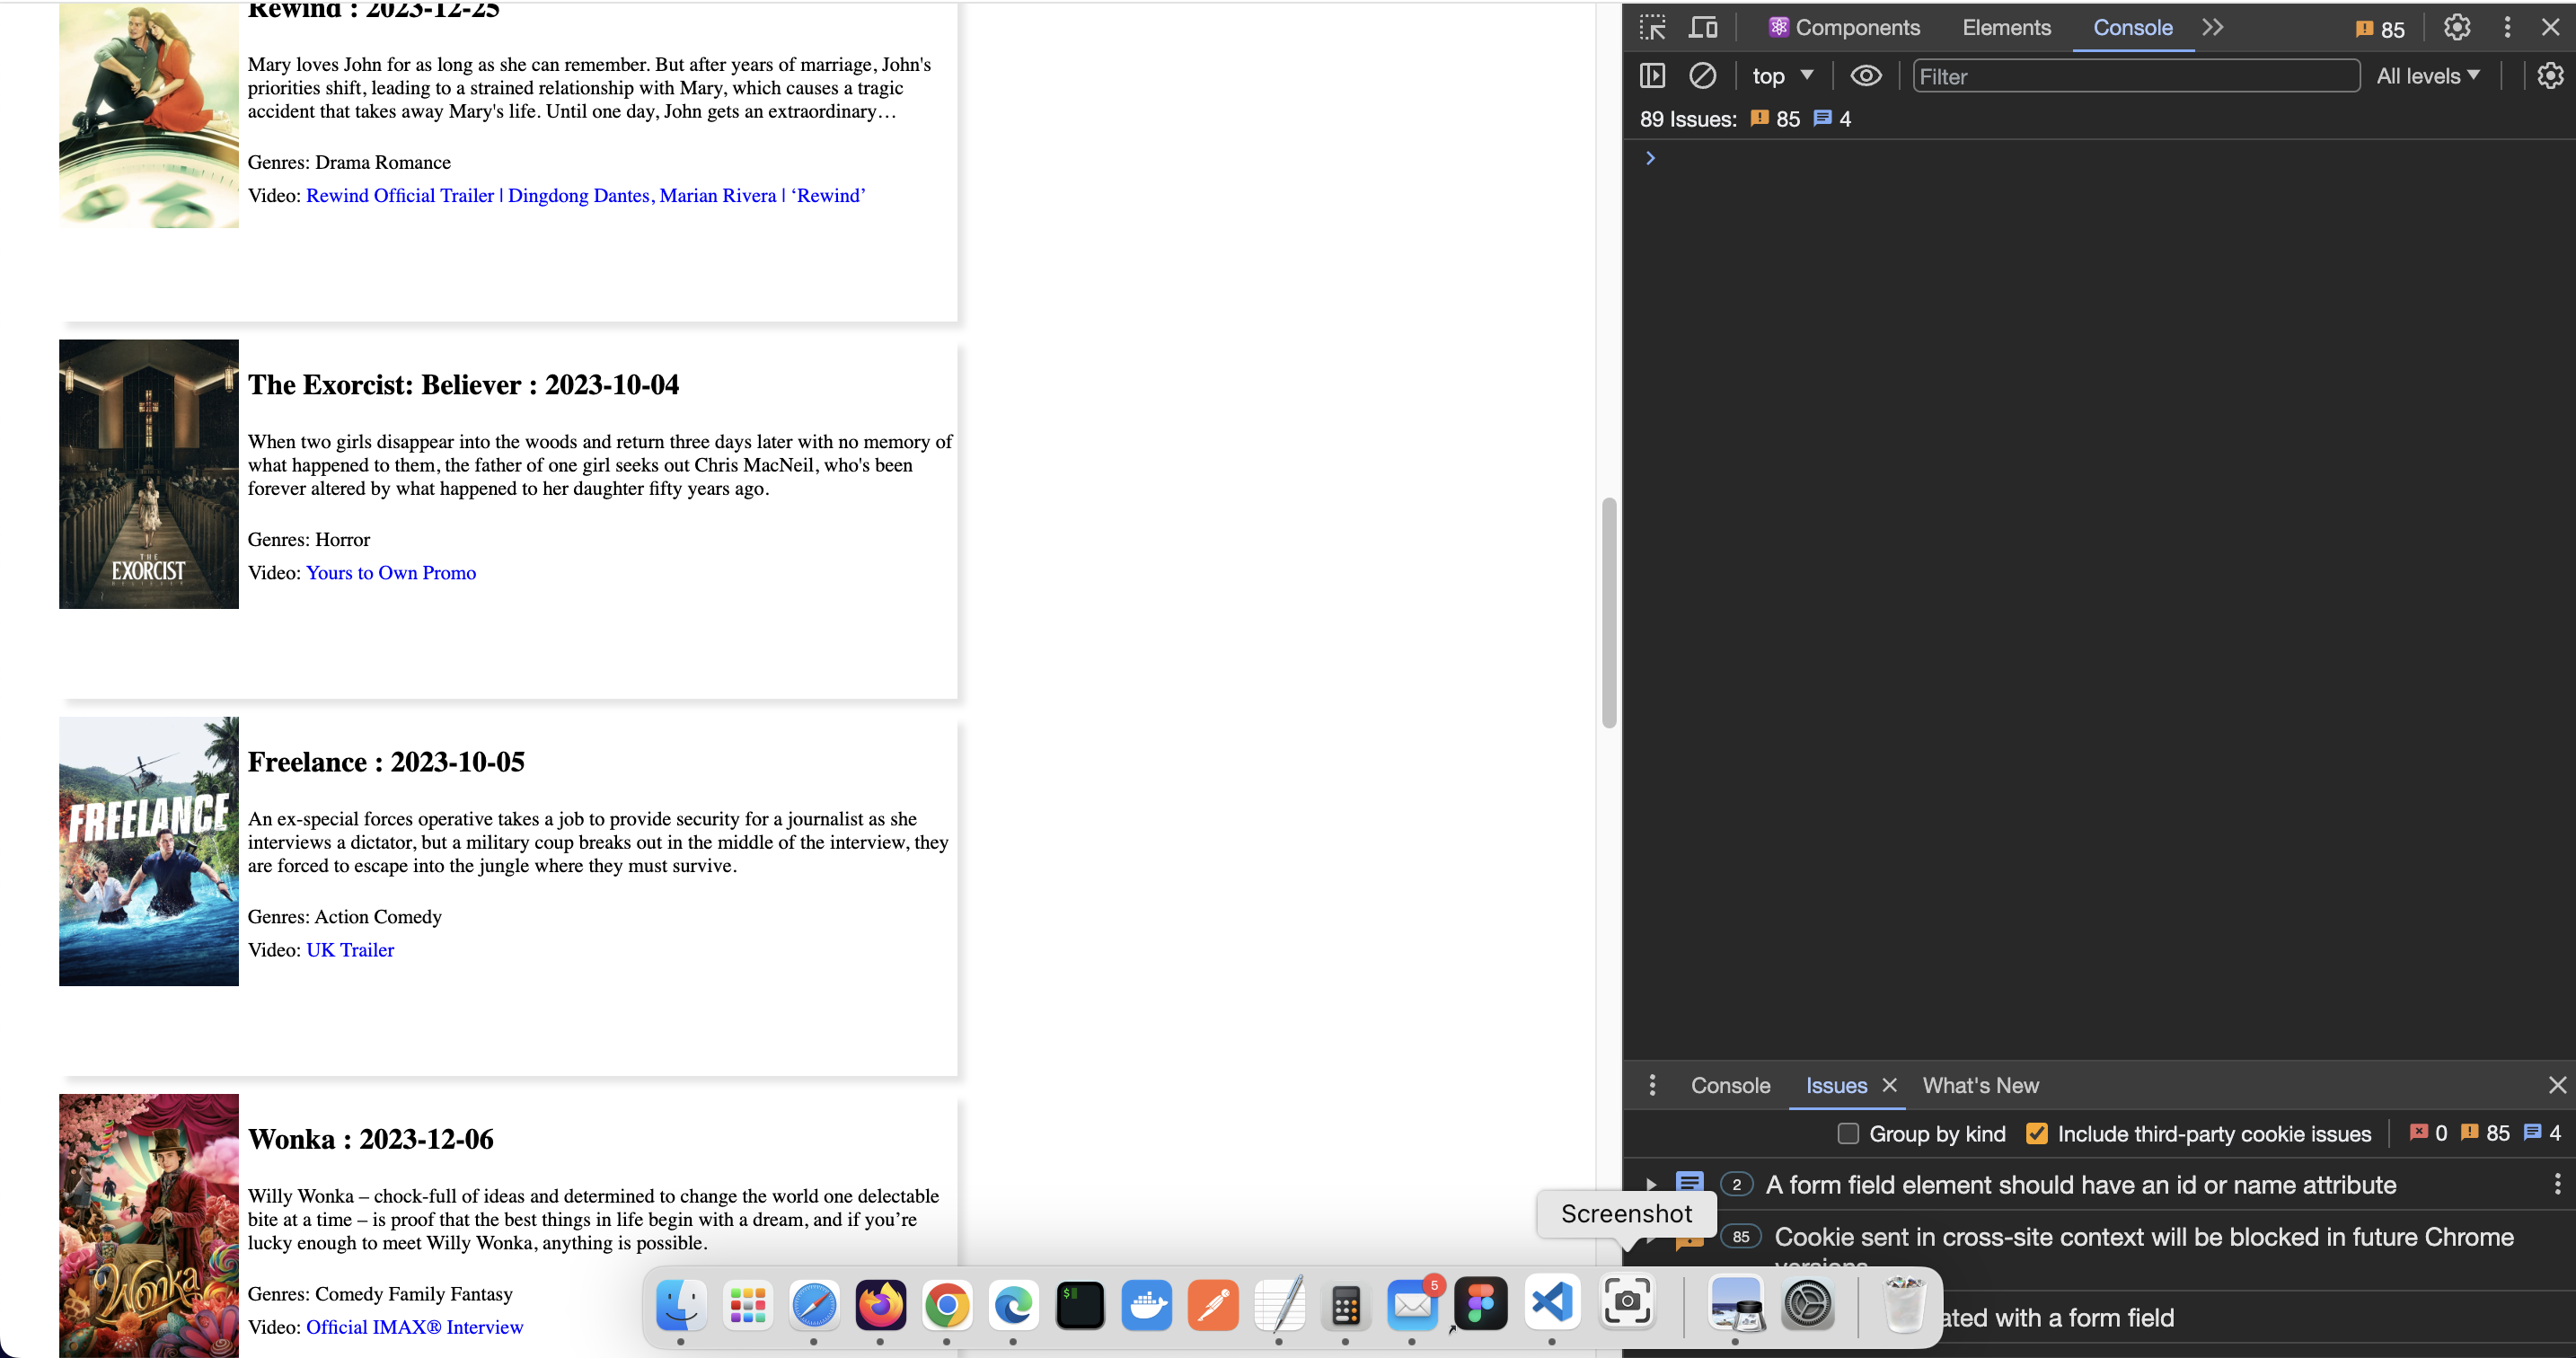 Rewind : 2023-12-25
Mary loves John for as long as she can remember. But after years of marriage, John's
priorities shift, leading to a strained relationship with Mary, which causes a tragic
accident that takes away Mary's life. Until one day, John gets an extraordinary…
Genres: Drama Romance
Video: Rewind Official Trailer | Dingdong Dantes, Marian Rivera | ‘Rewind’
THE
EXORCIST
BELIEVER
The Exorcist: Believer : 2023-10-04
When two girls disappear into the woods and return three days later with no memory of
what happened to them, the father of one girl seeks out Chris MacNeil, who's been
forever altered by what happened to her daughter fifty years ago.
Genres: Horror
Video: Yours to Own Promo
FREELANCE
Freelance : 2023-10-05
An ex-special forces operative takes a job to provide security for a journalist as she
interviews a dictator, but a military coup breaks out in the middle of the interview, they
are forced to escape into the jungle where they must survive.
Genres: Action Comedy
Video: UK Trailer
Wonka
Wonka : 2023-12-06
Willy Wonka – chock-full of ideas and determined to change the world one delectable
bite at a time – is proof that the best things in life begin with a dream, and if you’re
lucky enough to meet Willy Wonka, anything is possible.
Genres: Comedy Family Fantasy
Video: Official IMAX® Interview
Components Elements Console 85
top Filter All levels
89 Issues: 85 4
Console Issues What's New
Group by kind Include third-party cookie issues 0 85 4
2 A form field element should have an id or name attribute
85 Cookie sent in cross-site context will be blocked in future Chrome
versions
ated with a form field
Screenshot
$
5